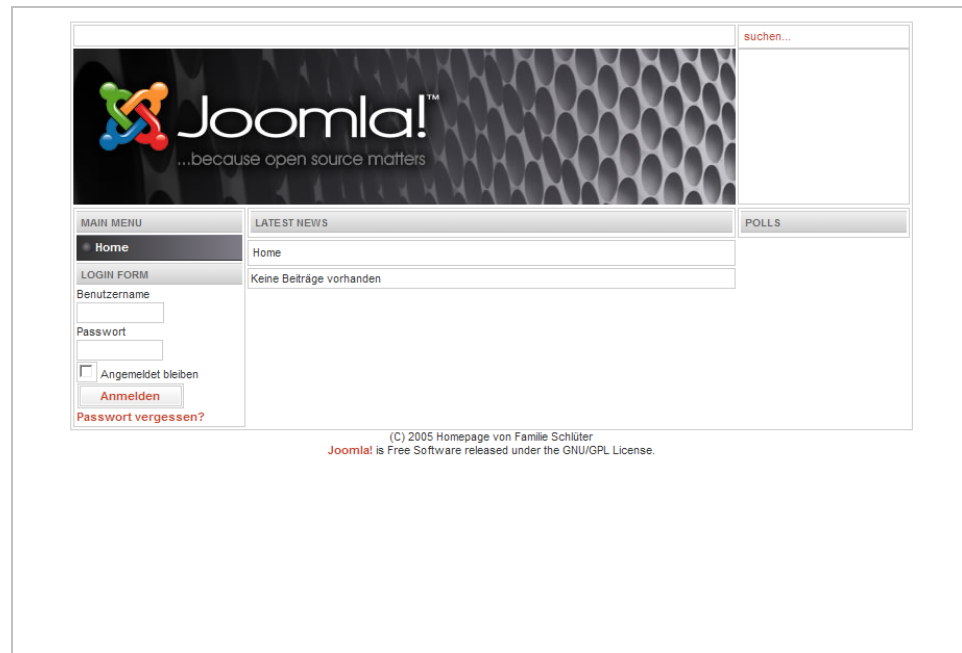 suchen...
Joomla!™
...because open source matters
MAIN MENU
Home
LOGIN FORM
Benutzername
Passwort
Angemeldet bleiben
Anmelden
Passwort vergessen?
LATEST NEWS
Home
Keine Beiträge vorhanden
POLLS
(C) 2005 Homepage von Familie Schlüter
Joomla! is Free Software released under the GNU/GPL License.